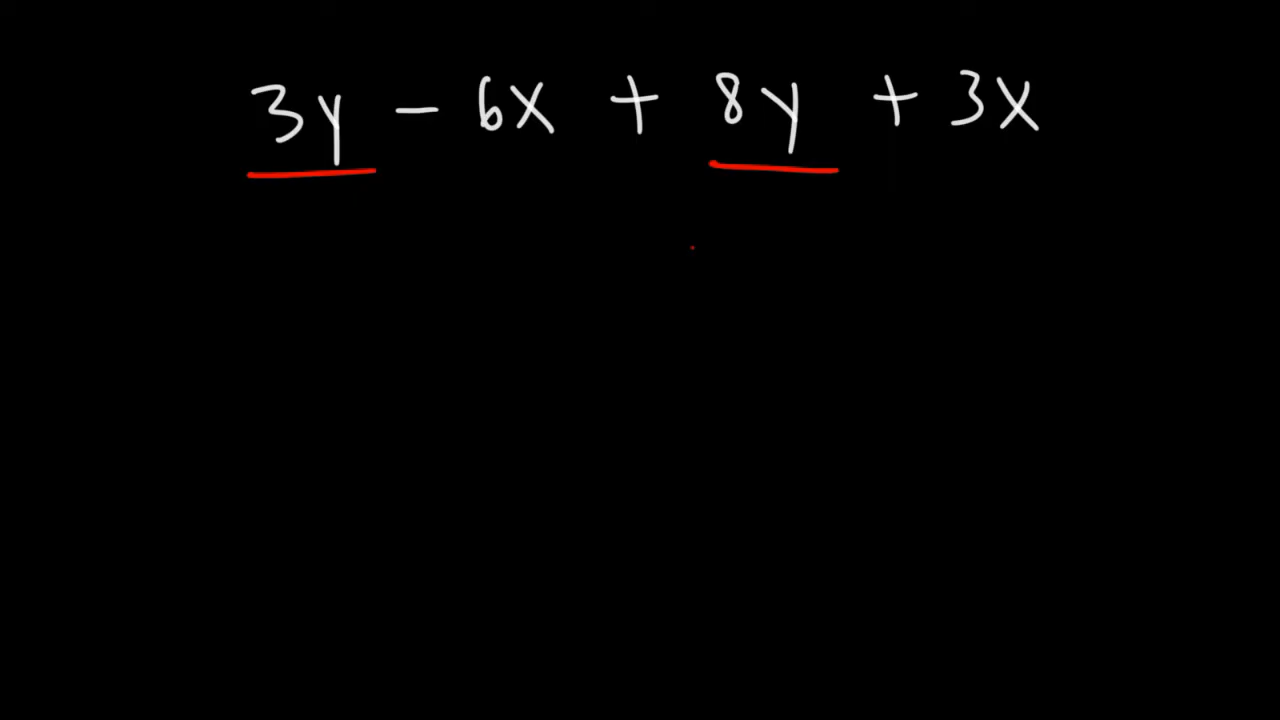 3y - 6x + 8y + 3x